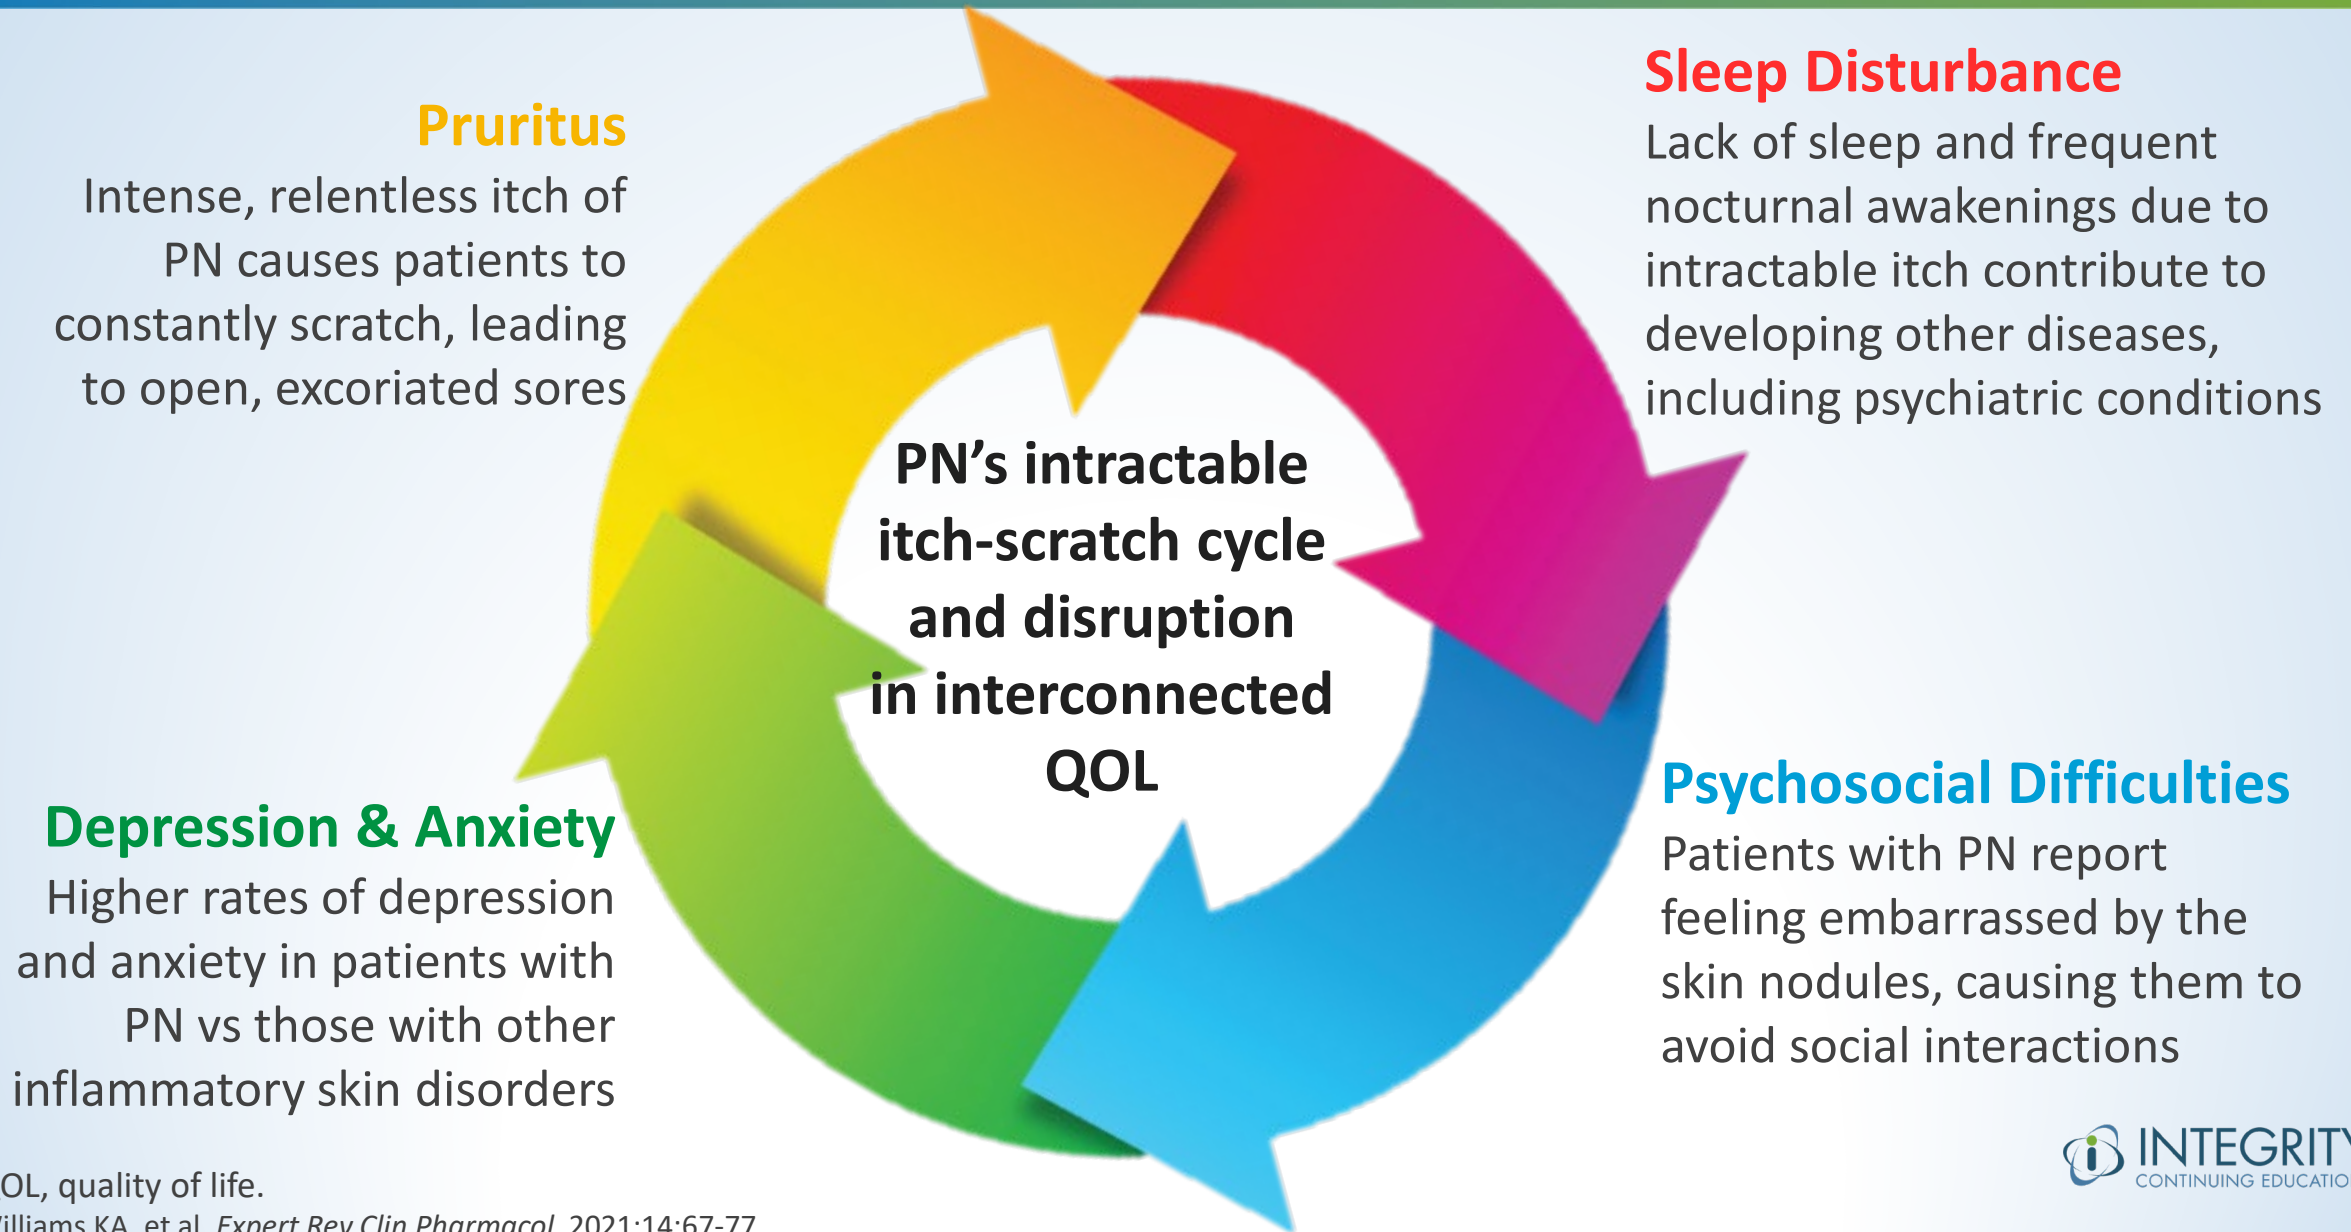 Pruritus
Intense, relentless itch of
PN causes patients to
constantly scratch, leading
to open, excoriated sores
Sleep Disturbance
Lack of sleep and frequent
nocturnal awakenings due to
intractable itch contribute to
developing other diseases,
including psychiatric conditions
PN’s intractable
itch-scratch cycle
and disruption
in interconnected
QOL
Depression & Anxiety
Higher rates of depression
and anxiety in patients with
PN vs those with other
inflammatory skin disorders
Psychosocial Difficulties
Patients with PN report
feeling embarrassed by the
skin nodules, causing them to
avoid social interactions
OL, quality of life.
illiams KA, et al. Expert Rev Clin Pharmacol. 2021;14:67-77
INTEGRITY
CONTINUING EDUCATIO